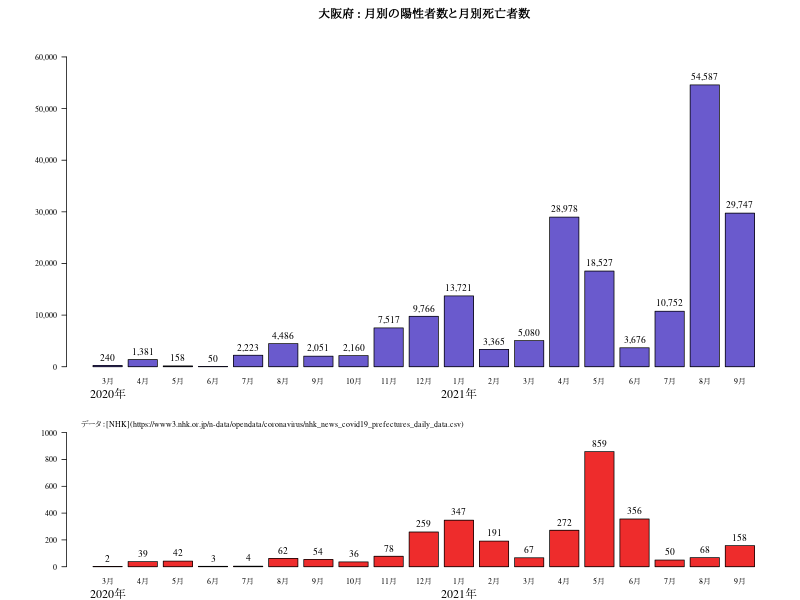 大阪府 : 月別の陽性者数と月別死亡者数
60,000
50,000
40,000
30,000
20,000
10,000
0
240 1,381 158 50 2,223 4,486 2,051 2,160 7,517 9,766 13,721 3,365 5,080 28,978 18,527 3,676 10,752 54,587 29,747
3月 4月 5月 6月 7月 8月 9月 10月 11月 12月 1月 2月 3月 4月 5月 6月 7月 8月 9月
2020年 2021年
データ : [NHK](https://www3.nhk.or.jp/n-data/opendata/coronavirus/nhk_news_covid19_prefectures_daily_data.csv)
1000
800
600
400
200
0
2 39 42 3 4 62 54 36 78 259 347 191 67 272 859 356 50 68 158
3月 4月 5月 6月 7月 8月 9月 10月 11月 12月 1月 2月 3月 4月 5月 6月 7月 8月 9月
2020年 2021年